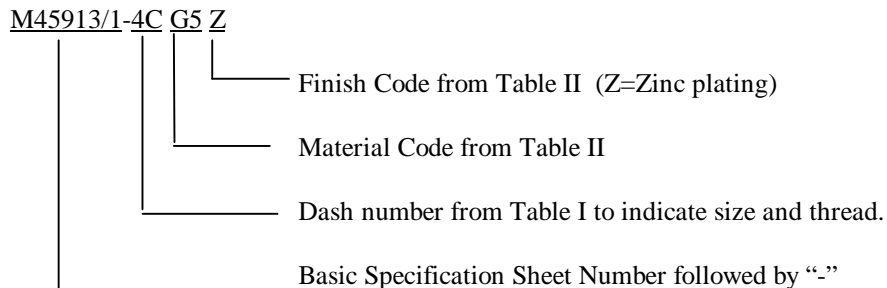 M45913/1-4C G5 Z
Finish Code from Table II (Z=Zinc plating)
Material Code from Table II
Dash number from Table I to indicate size and thread.
Basic Specification Sheet Number followed by “-”